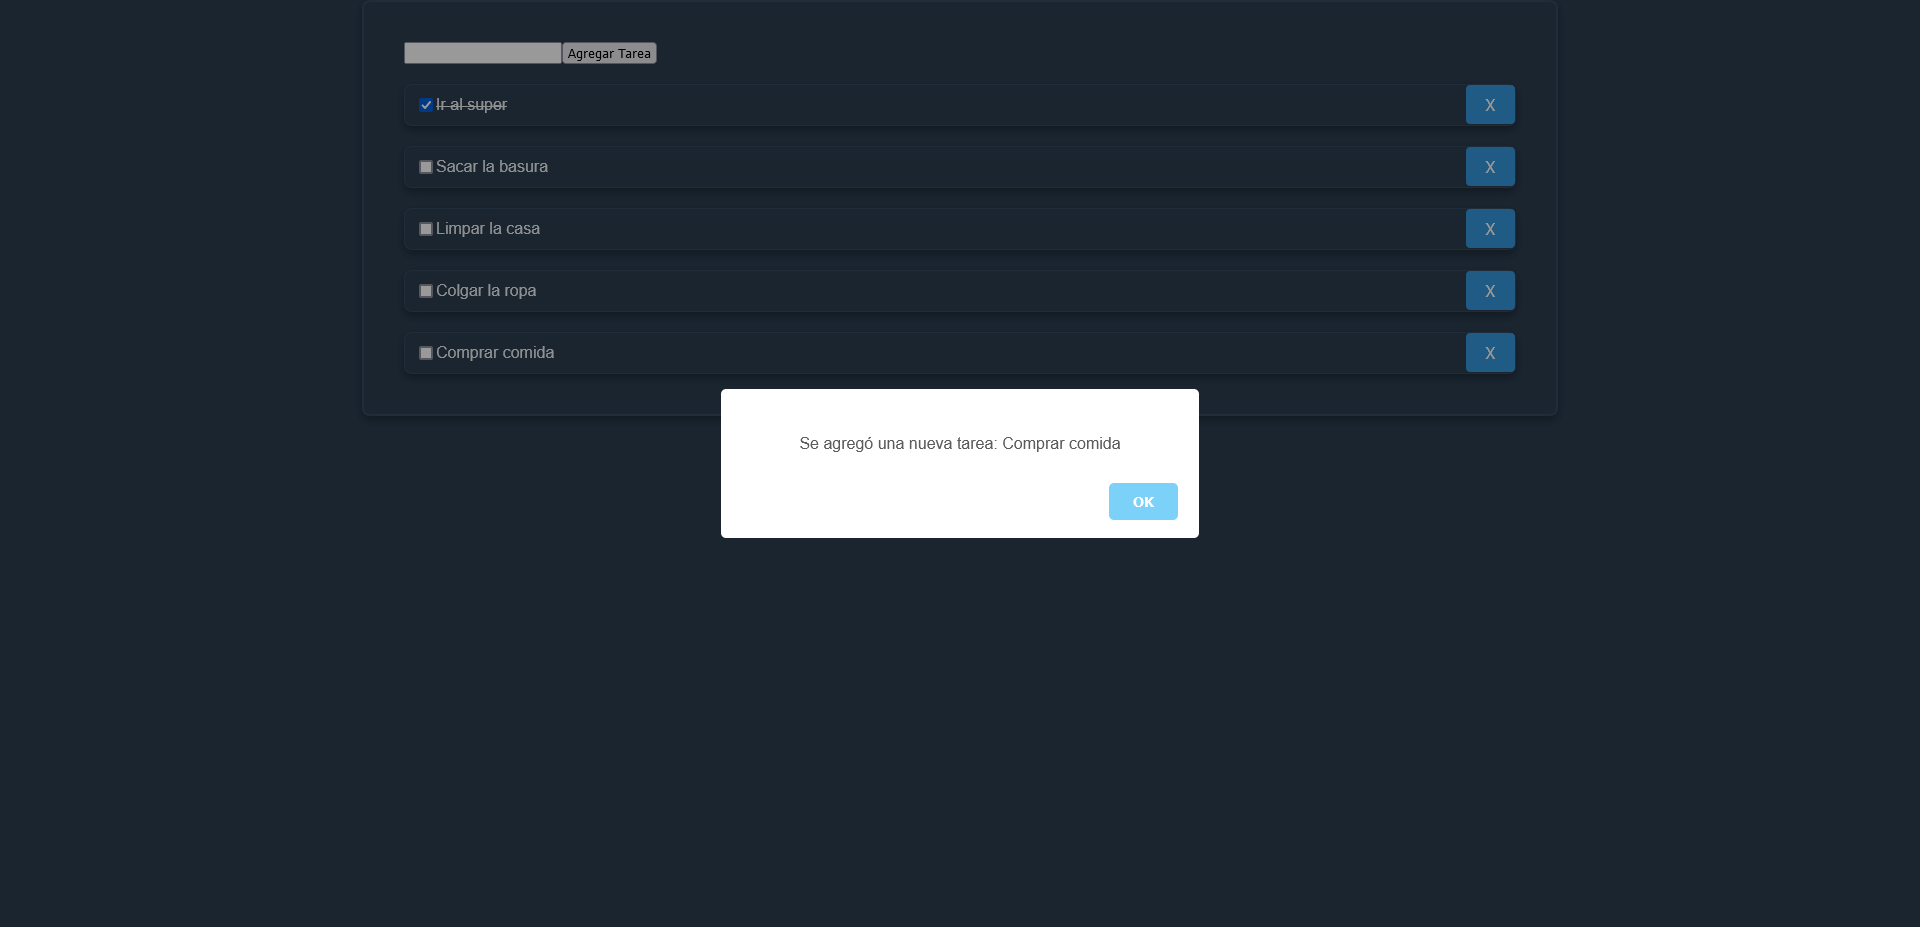 Agregar Tarea
Ir al super X
Sacar la basura X
Limpar la casa X
Colgar la ropa X
Comprar comida X
Se agregó una nueva tarea: Comprar comida
OK